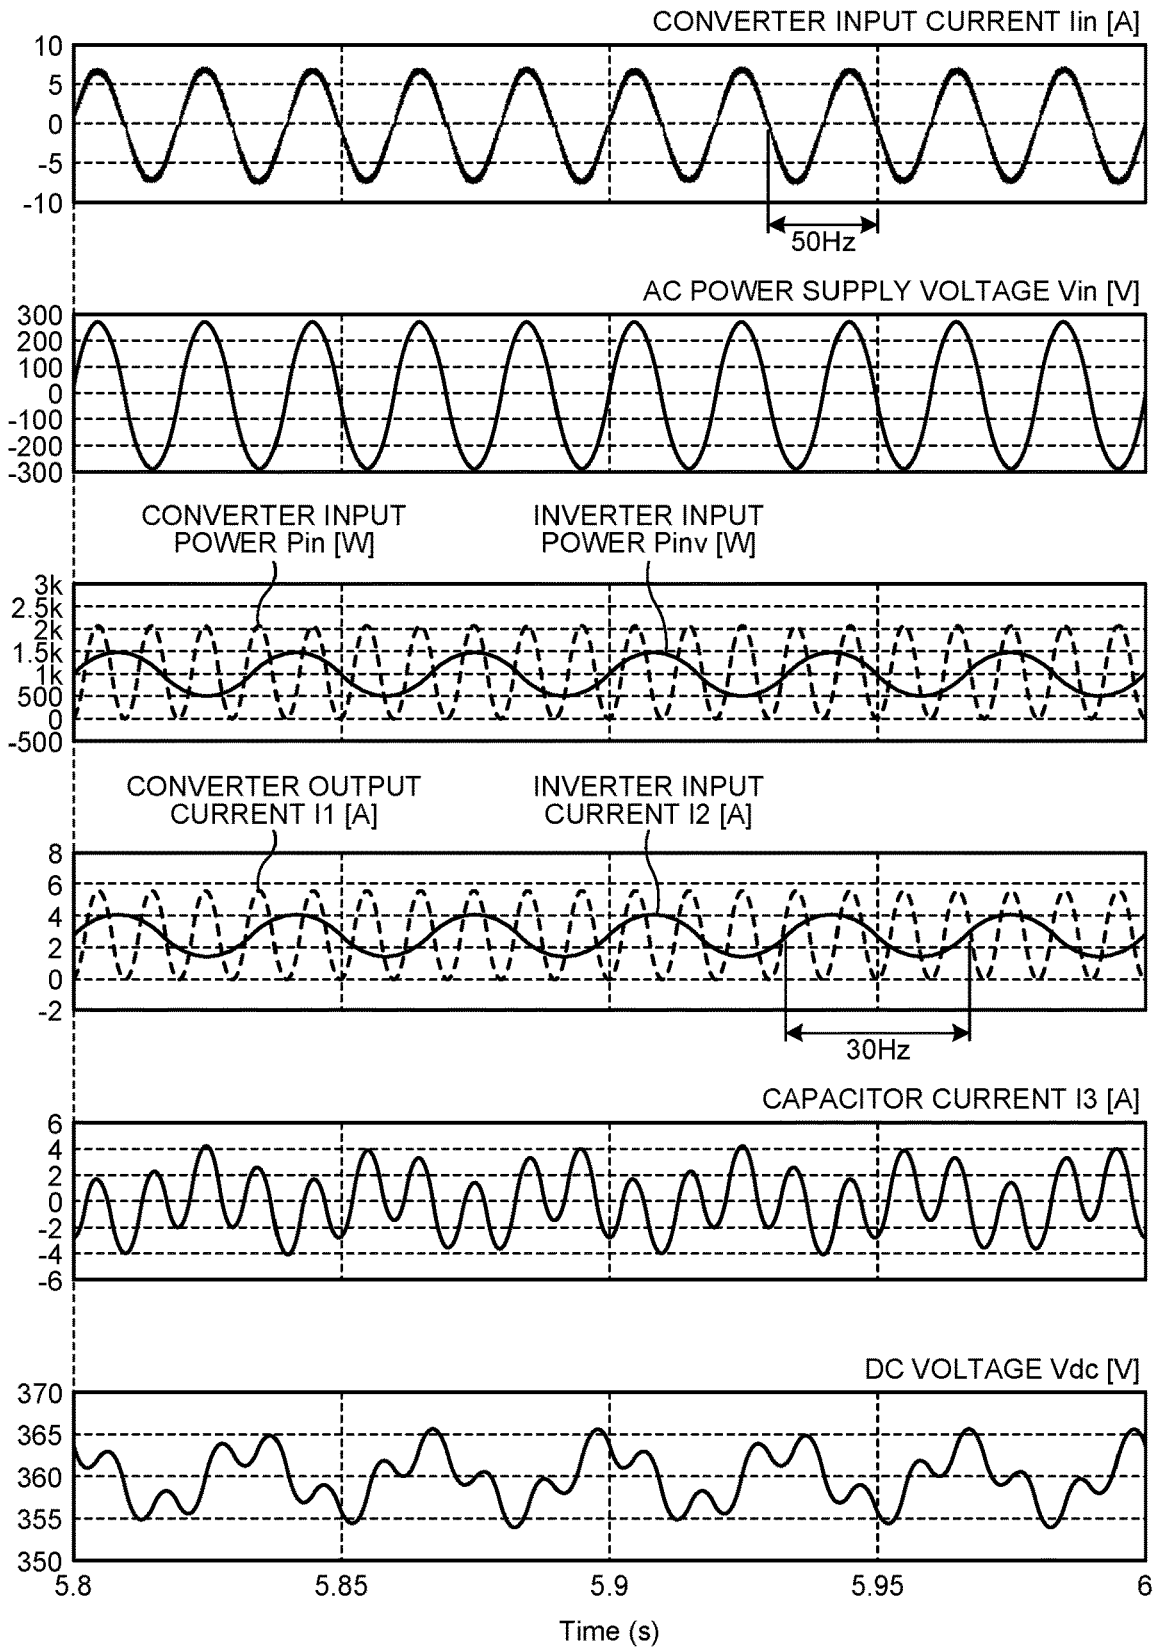 CONVERTER INPUT CURRENT Iin [A]
10
5
0
-5
-10
50Hz
AC POWER SUPPLY VOLTAGE Vin [V]
300
200
100
0
-100
-200
-300
CONVERTER INPUT
POWER Pin [W]
INVERTER INPUT
POWER Pinv [W]
3k
2.5k
2k
1.5k
1k
500
0
-500
CONVERTER OUTPUT
CURRENT I1 [A]
INVERTER INPUT
CURRENT I2 [A]
8
6
4
2
0
-2
30Hz
CAPACITOR CURRENT I3 [A]
6
4
2
0
-2
-4
-6
DC VOLTAGE Vdc [V]
370
365
360
355
350
5.8 5.85 5.9 5.95 6
Time (s)